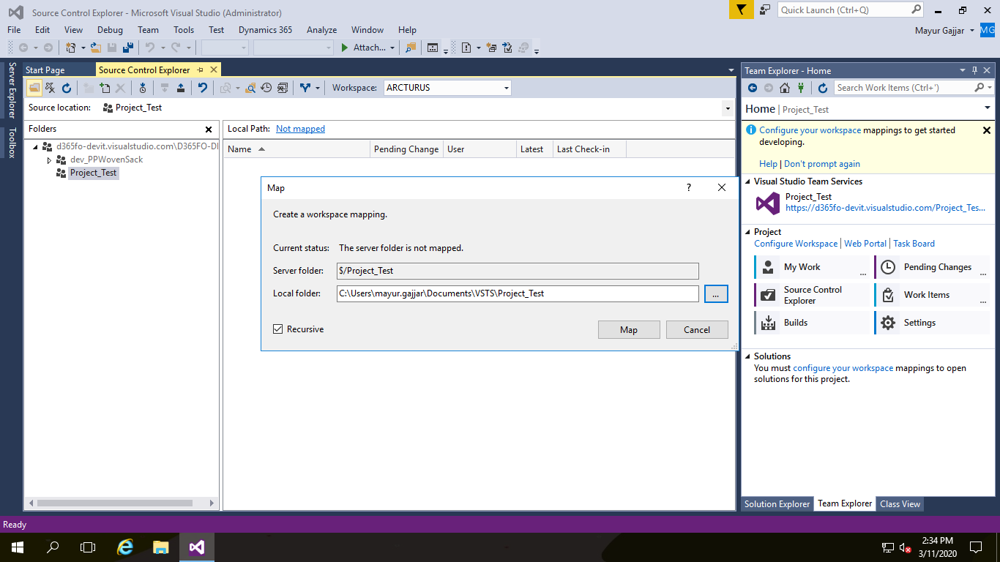 Source Control Explorer - Microsoft Visual Studio (Administrator)
Quick Launch (Ctrl+Q)
File Edit View Debug Team Tools Test Dynamics 365 Analyze Window Help
Mayur Gajjar MG
Attach...
Server Explorer
Toolbox
Start Page
Source Control Explorer
Workspace: ARCTURUS
Source location: Project_Test
Folders
d365fo-devit.visualstudio.com\D365FO-DI
dev_PPWovenSack
Project_Test
Local Path: Not mapped
Name Pending Change User Latest Last Check-in
Map
?
Create a workspace mapping.
Current status: The server folder is not mapped.
Server folder: $/Project_Test
Local folder: C:\Users\mayur.gajjar\Documents\VSTS\Project_Test
...
Recursive
Map
Cancel
Team Explorer - Home
Search Work Items (Ctrl+')
Home | Project_Test
Configure your workspace mappings to get started
developing.
Help | Don't prompt again
Visual Studio Team Services
Project_Test
https://d365fo-devit.visualstudio.com/Project_Tes...
Project
Configure Workspace | Web Portal | Task Board
My Work
...
Pending Changes
...
Source Control
Explorer
Work Items
...
Builds
Settings
Solutions
You must configure your workspace mappings to open
solutions for this project.
Solution Explorer Team Explorer Class View
Ready
2:34 PM
3/11/2020